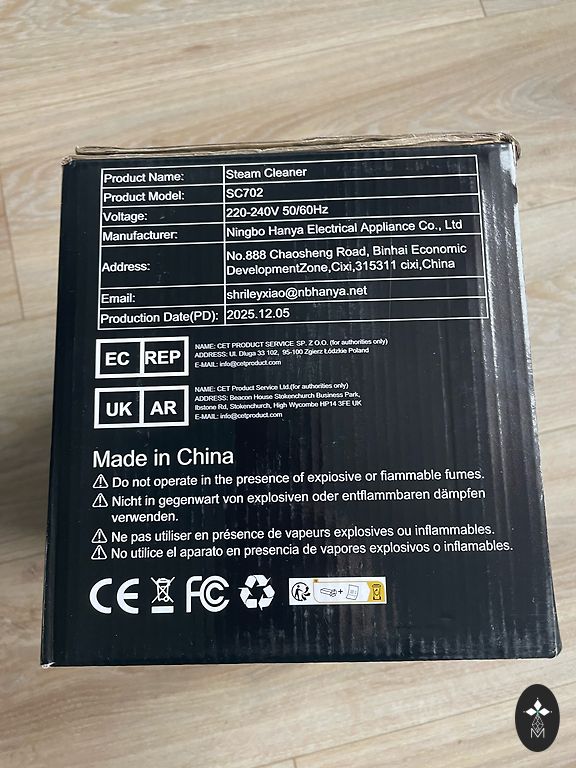 Product Name: Steam Cleaner
Product Model: SC702
Voltage: 220-240V 50/60Hz
Manufacturer: Ningbo Hanya Electrical Appliance Co., Ltd
Address: No.888 Chaosheng Road, Binhai Economic
DevelopmentZone,Cixi,315311 cixi,China
Email: shrileyxiao@nbhanya.net
Production Date(PD): 2025.12.05
EC REP
NAME: CET PRODUCT SERVICE SP. Z O.O. (for authorities only)
ADDRESS: Ul. Dluga 33 102, 95-100 Zgierz Łódzkie Poland
E-MAIL: info@cetproduct.com
UK AR
NAME: CET Product Service Ltd.(for authorities only)
ADDRESS: Beacon House Stokenchurch Business Park,
Ibstone Rd, Stokenchurch, High Wycombe HP14 3FE UK
E-MAIL: info@cetproduct.com
Made in China
Do not operate in the presence of expiosive or fiammable fumes.
Nicht in gegenwart von explosiven oder entflammbaren dämpfen
verwenden.
Ne pas utiliser en présence de vapeurs explosives ou inflammables.
No utilice el aparato en presencia de vapores explosivos o inflamables.
CE FC
M